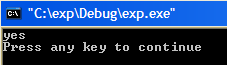 "C:\exp\Debug\exp.exe"
yes
Press any key to continue